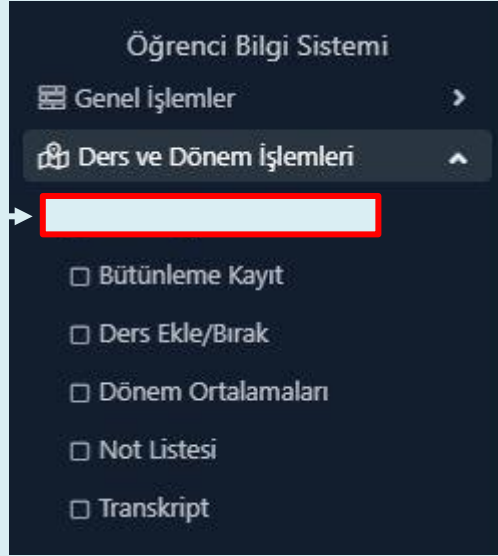 Öğrenci Bilgi Sistemi
Genel İşlemler
Ders ve Dönem İşlemleri
Bütünleme Kayıt
Ders Ekle/Bırak
Dönem Ortalamaları
Not Listesi
Transkript